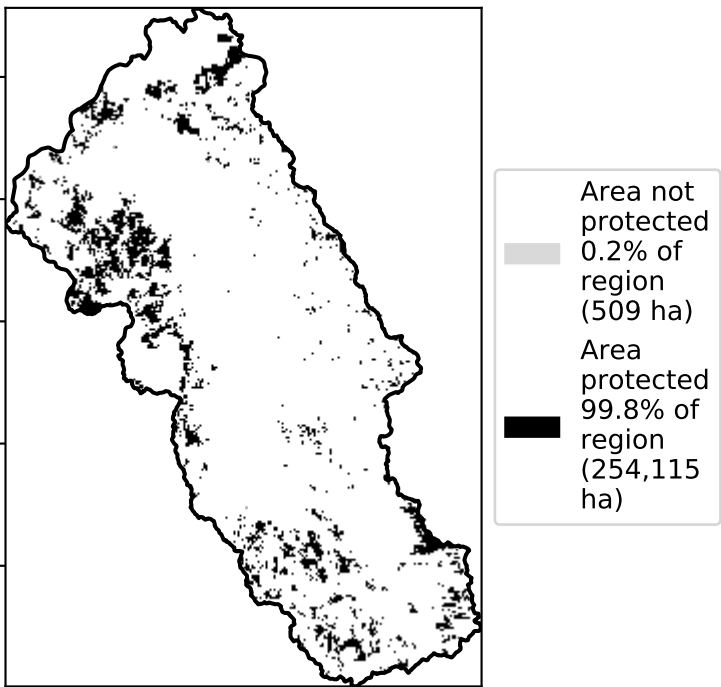 Area not
protected
0.2% of
region
(509 ha)
Area
protected
99.8% of
region
(254,115
ha)